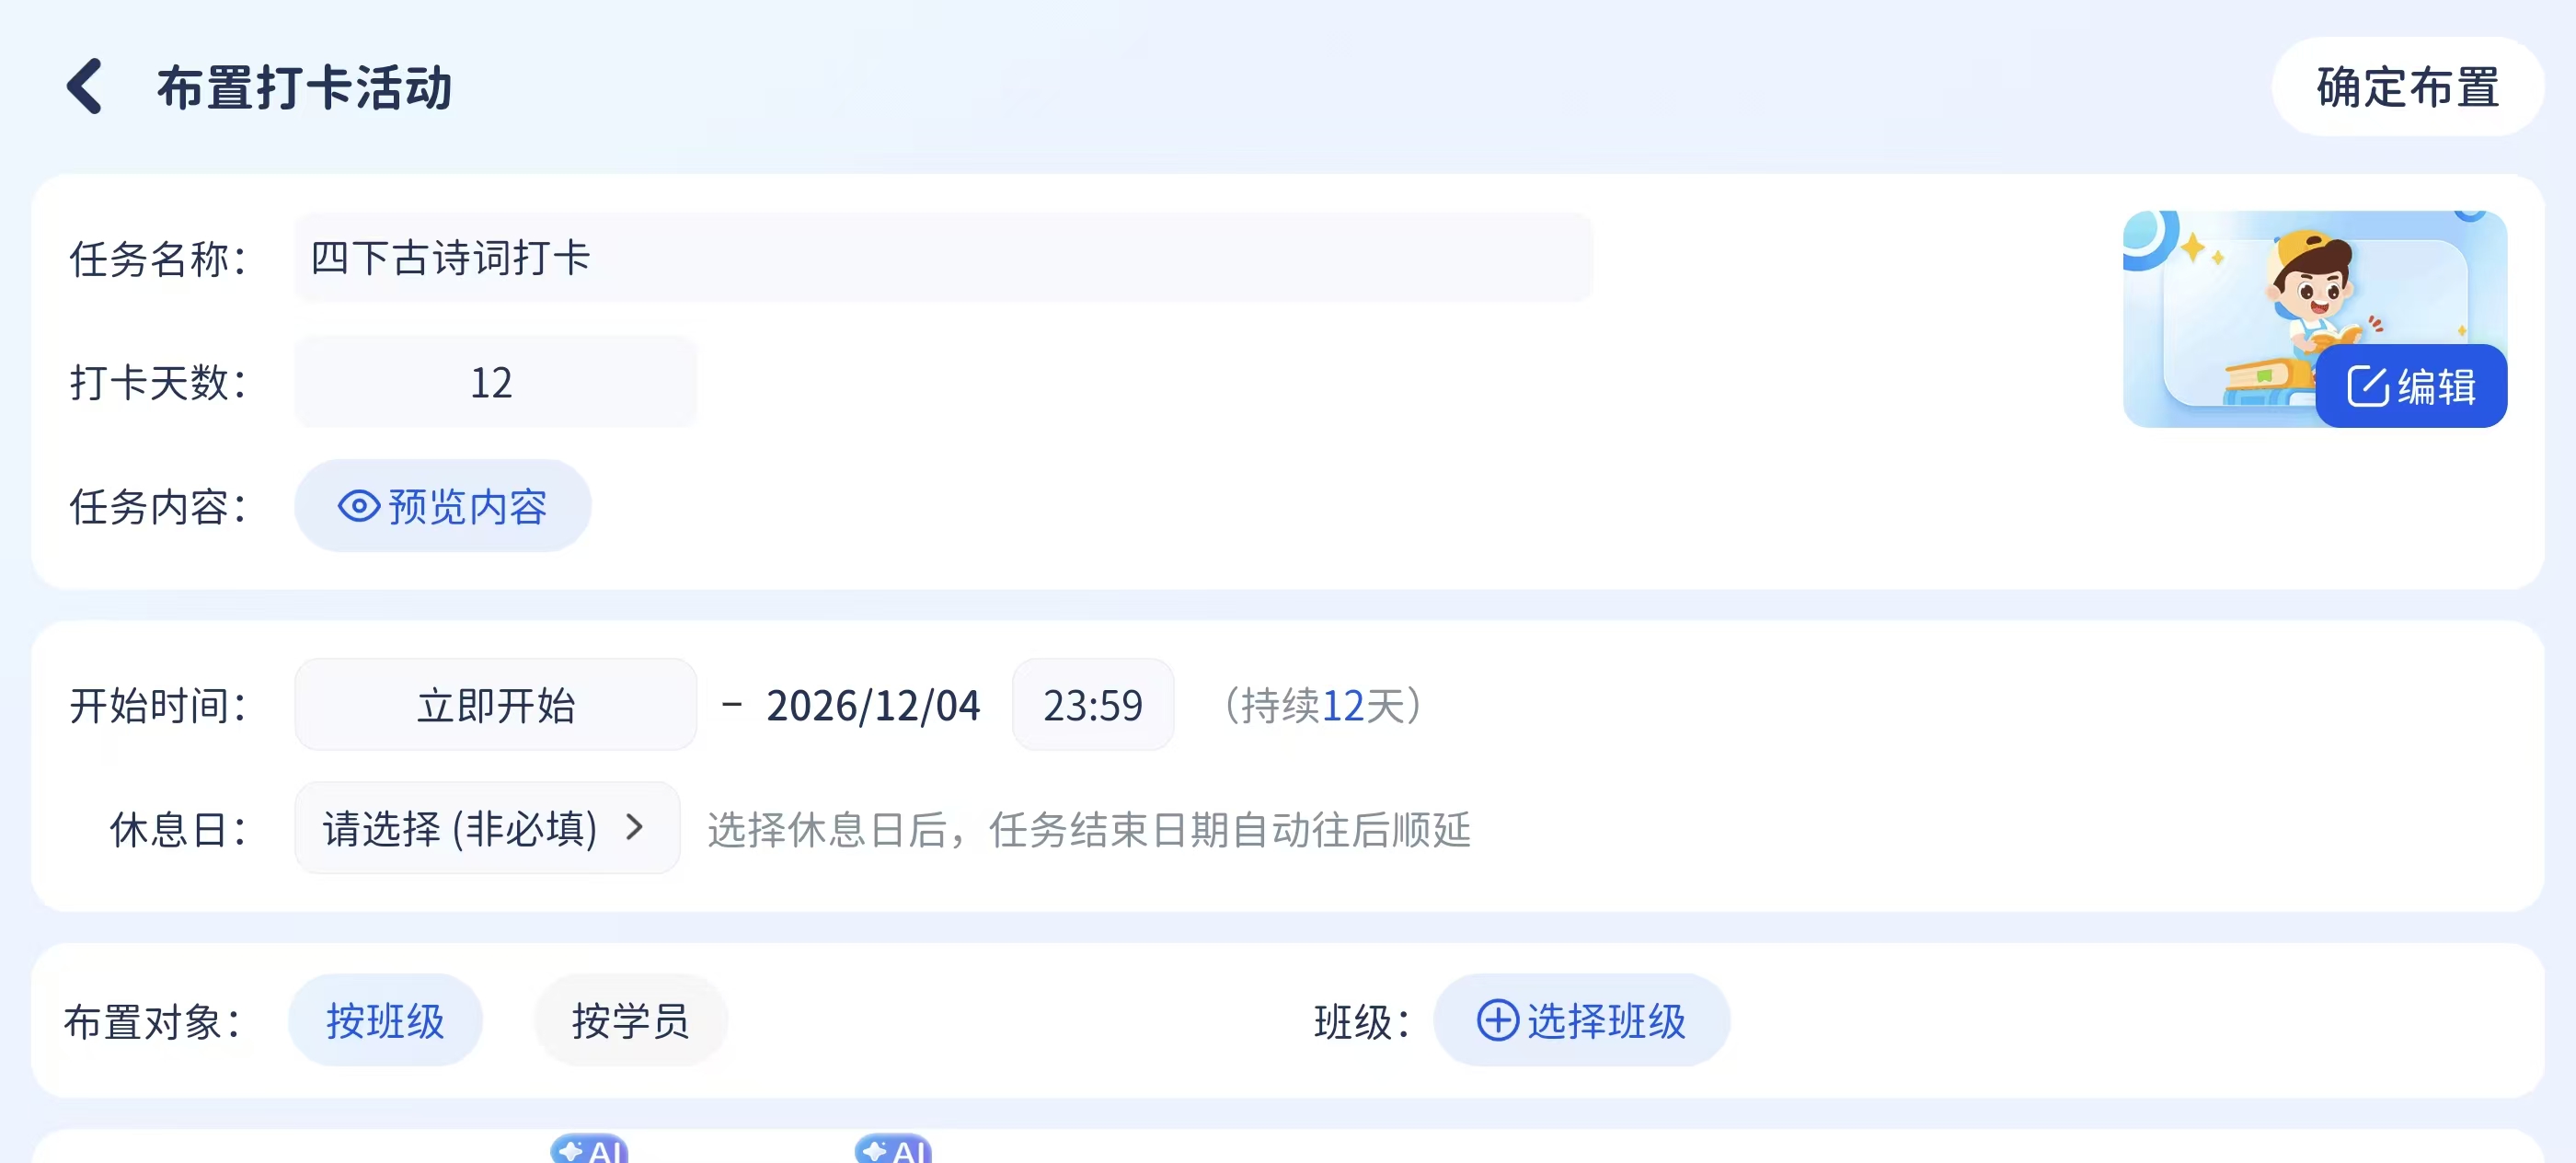 布置打卡活动
确定布置
任务名称：四下古诗词打卡
打卡天数：12
编辑
任务内容：预览内容
开始时间：立即开始 – 2026/12/04 23:59 （持续12天）
休息日：请选择 (非必填) > 选择休息日后，任务结束日期自动往后顺延
布置对象：按班级 按学员 班级：选择班级
AI AI